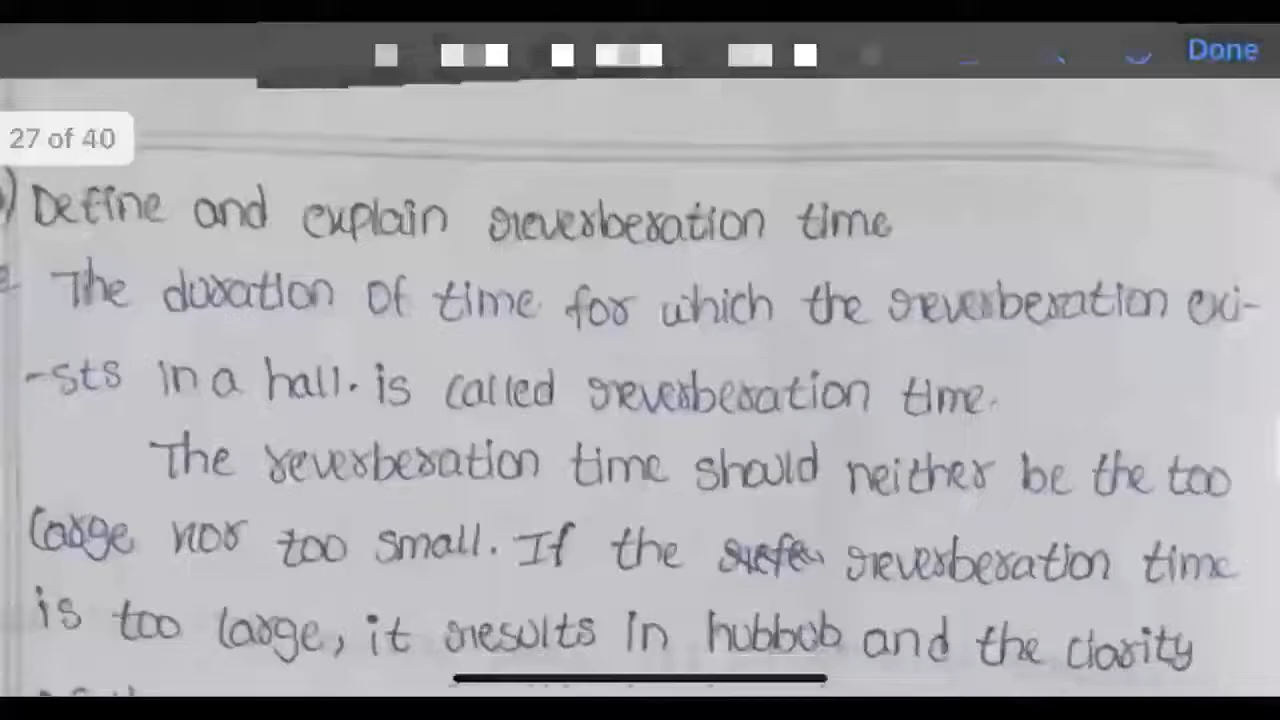 Done
27 of 40
Define and explain reverberation time
The duration of time for which the reverberation exi-
-sts in a hall. is called reverberation time.
The reverberation time should neither be the too
large nor too small. If the reverberation time
is too large, it results in hubbub and the clarity